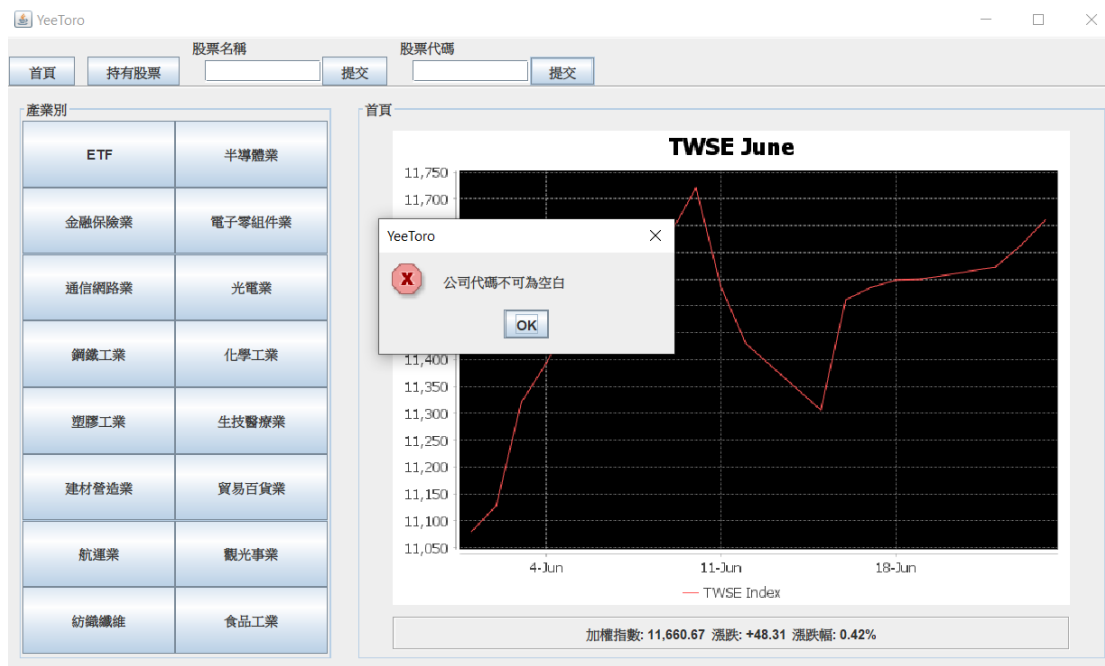 YeeToro
股票名稱 股票代碼
首頁 持有股票 提交 提交
產業別 首頁
ETF 半導體業
金融保險業 電子零組件業
通信網路業 光電業
鋼鐵工業 化學工業
塑膠工業 生技醫療業
建材營造業 貿易百貨業
航運業 觀光事業
紡織纖維 食品工業
TWSE June
11,750
11,700
YeeToro
公司代碼不可為空白
OK
11,400
11,350
11,300
11,250
11,200
11,150
11,100
11,050
4-Jun 11-Jun 18-Jun
TWSE Index
加權指數: 11,660.67 漲跌: +48.31 漲跌幅: 0.42%